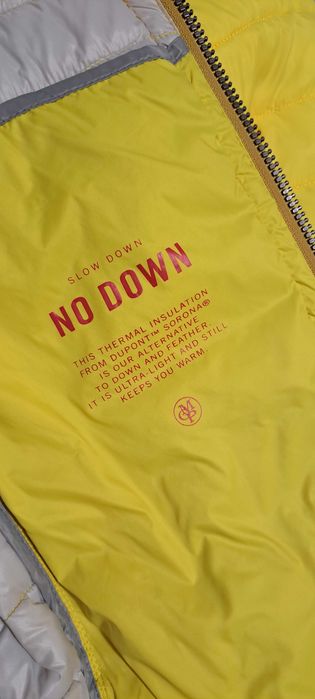 SLOW DOWN
NO DOWN
THIS THERMAL INSULATION
FROM DUPONT™ SORONA®
IS OUR ALTERNATIVE
TO DOWN AND FEATHER.
IT IS ULTRA-LIGHT AND STILL
KEEPS YOU WARM.